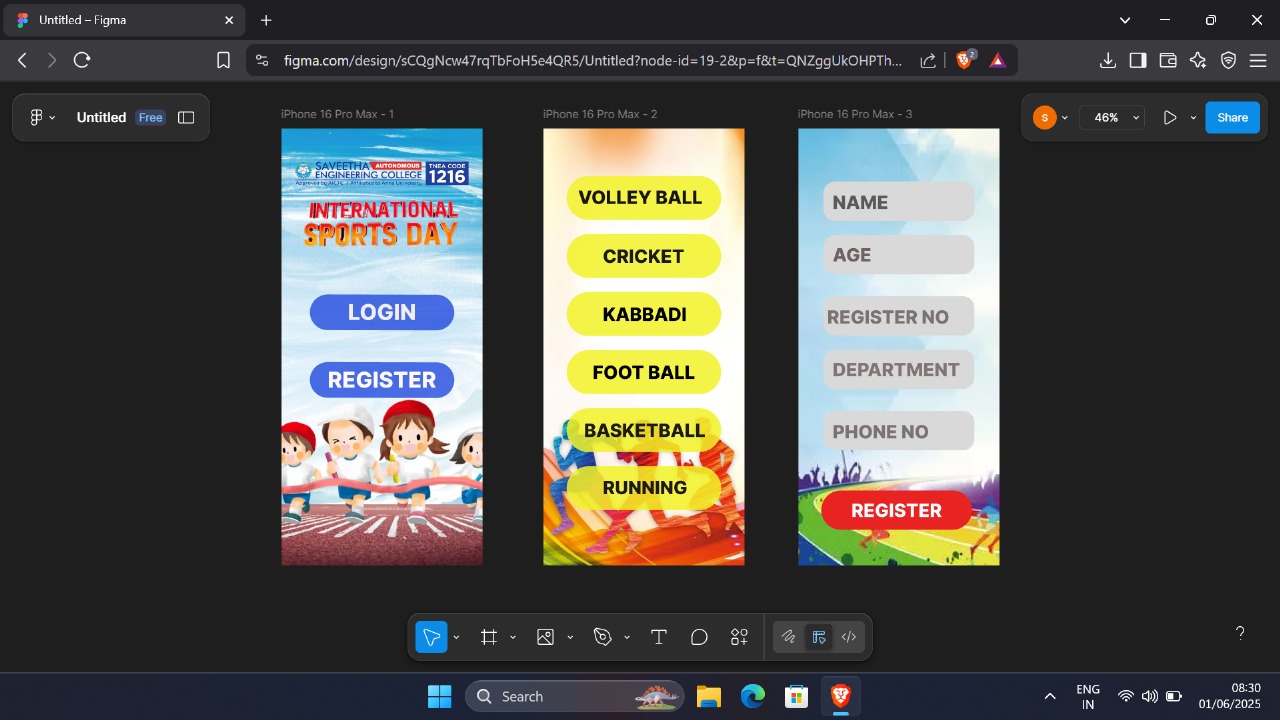 Untitled – Figma
figma.com/design/sCQgNcw47rqTbFoH5e4QR5/Untitled?node-id=19-2&p=f&t=QNZggUkOHPTh...
2
Untitled Free
S
46%
Share
iPhone 16 Pro Max - 1
SAVEETHA AUTONOMOUS
ENGINEERING COLLEGE
Approved by AICTE | Affiliated to Anna University
TNEA CODE
1216
INTERNATIONAL
SPORTS DAY
LOGIN
REGISTER
iPhone 16 Pro Max - 2
VOLLEY BALL
CRICKET
KABBADI
FOOT BALL
BASKETBALL
RUNNING
iPhone 16 Pro Max - 3
NAME
AGE
REGISTER NO
DEPARTMENT
PHONE NO
REGISTER
?
Search
ENG
IN
08:30
01/06/2025